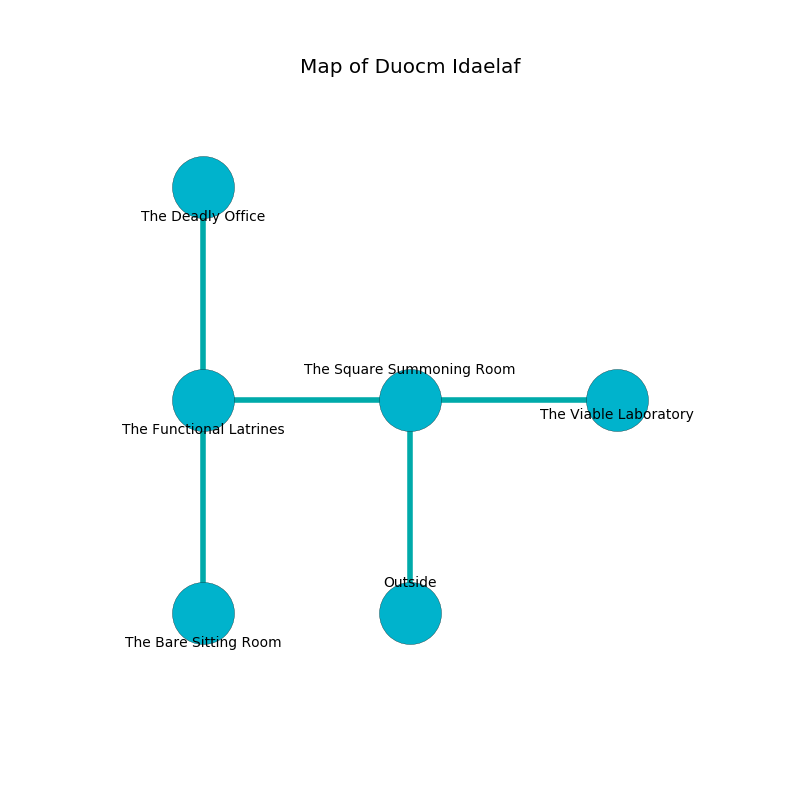 Map of Duocm Idaelaf
The Deadly Office
The Square Summoning Room
The Viable Laboratory
The Functional Latrines
Outside
The Bare Sitting Room